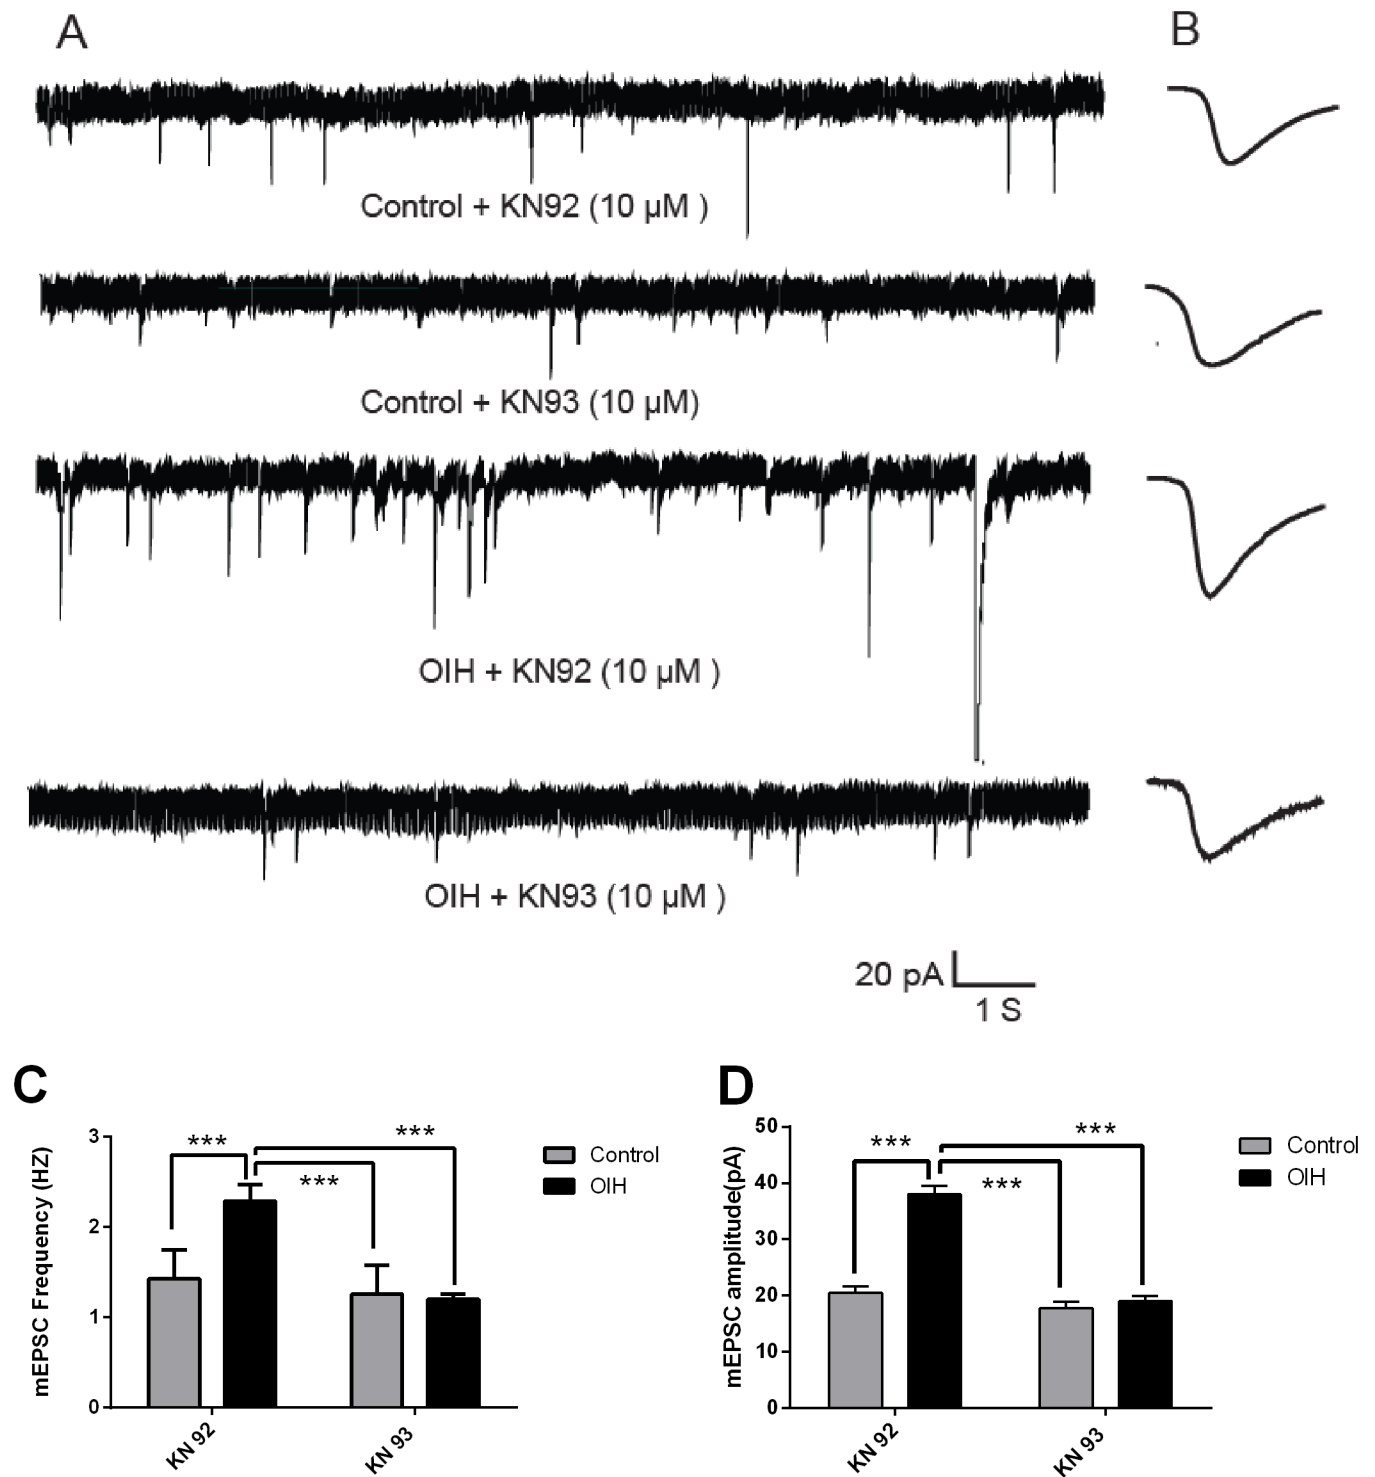 A
B
Control + KN92 (10 µM )
Control + KN93 (10 µM)
OIH + KN92 (10 µM )
OIH + KN93 (10 µM )
20 pA
1 S
C
mEPSC Frequency (HZ)
3
2
1
0
***
***
***
Control
OIH
KN 92
KN 93
D
mEPSC amplitude(pA)
50
40
30
20
10
0
***
***
***
Control
OIH
KN 92
KN 93